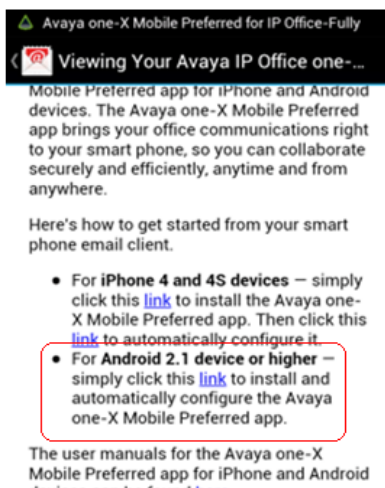 Avaya one-X Mobile Preferred for IP Office-Fully
Viewing Your Avaya IP Office one-...
Mobile Preferred app for iPhone and Android
devices. The Avaya one-X Mobile Preferred
app brings your office communications right
to your smart phone, so you can collaborate
securely and efficiently, anytime and from
anywhere.
Here's how to get started from your smart
phone email client.
• For iPhone 4 and 4S devices — simply
click this link to install the Avaya one-
X Mobile Preferred app. Then click this
link to automatically configure it.
• For Android 2.1 device or higher —
simply click this link to install and
automatically configure the Avaya
one-X Mobile Preferred app.
The user manuals for the Avaya one-X
Mobile Preferred app for iPhone and Android